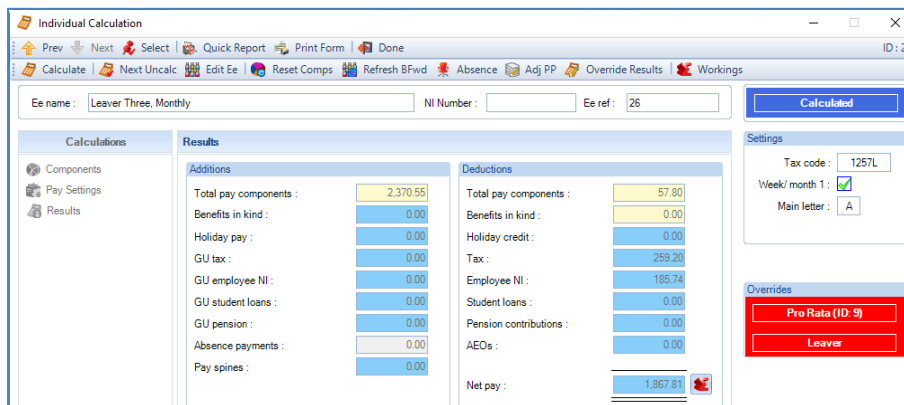 Individual Calculation
Prev Next Select Quick Report Print Form Done ID : 2
Calculate Next Uncalc Edit Ee Reset Comps Refresh BFwd Absence Adj PP Override Results Workings
Ee name : Leaver Three, Monthly NI Number : Ee ref : 26 Calculated
Calculations Results Settings
Additions Deductions
Tax code : 1257L
Components Total pay components : 2,370.55 Total pay components : 57.80
Pay Settings Benefits in kind : 0.00 Benefits in kind : 0.00 Week/ month 1 :
Results Holiday pay : 0.00 Holiday credit : 0.00 Main letter : A
GU tax : 0.00 Tax : 259.20
GU employee NI : 0.00 Employee NI : 185.74
GU student loans : 0.00 Student loans : 0.00 Overrides
GU pension : 0.00 Pension contributions : 0.00 Pro Rata (ID: 9)
Absence payments : 0.00 AEOs : 0.00 Leaver
Pay spines : 0.00
Net pay : 1,867.81